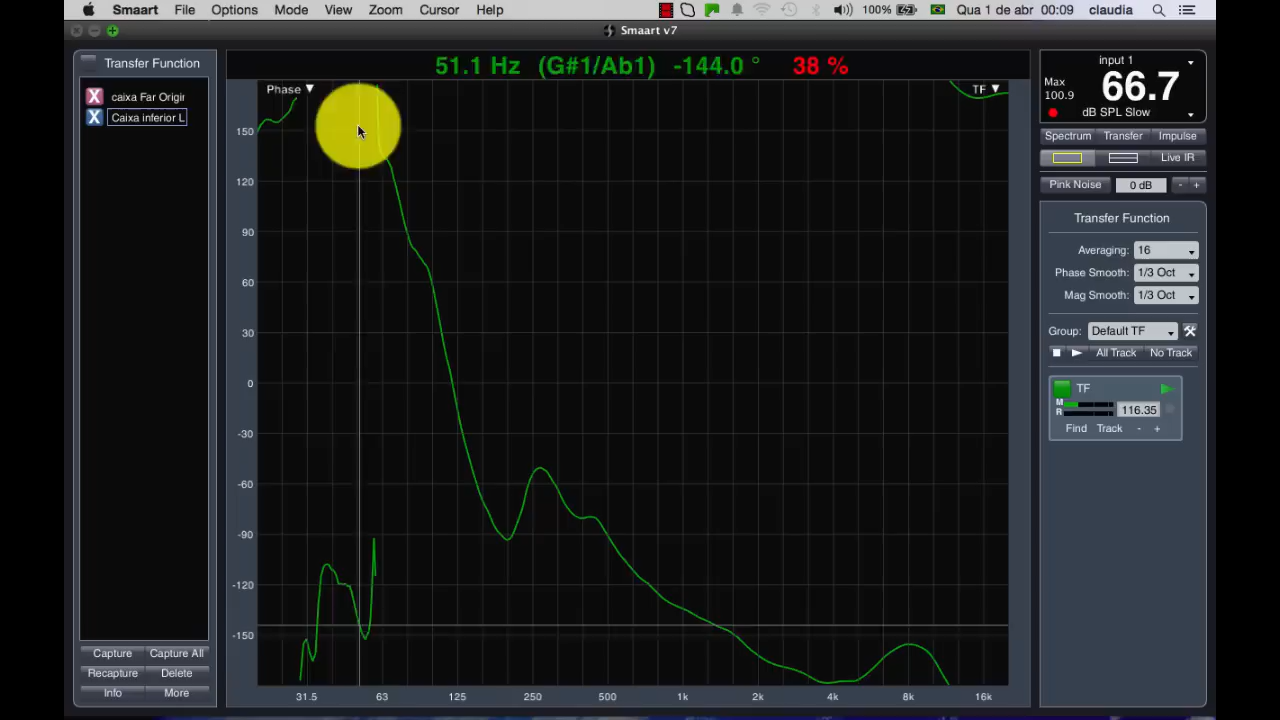 Smaart File Options Mode View Zoom Cursor Help 100% Qua 1 de abr 00:09 claudia
Smaart v7
Transfer Function
caixa Far Origir
Caixa inferior L
Capture Capture All
Recapture Delete
Info More
51.1 Hz (G#1/Ab1) -144.0 ° 38 %
Phase ▼ TF ▼
150
120
90
60
30
0
-30
-60
-90
-120
-150
31.5 63 125 250 500 1k 2k 4k 8k 16k
input 1
Max
100.9
66.7
dB SPL Slow
Spectrum Transfer Impulse
Live IR
Pink Noise 0 dB - +
Transfer Function
Averaging: 16
Phase Smooth: 1/3 Oct
Mag Smooth: 1/3 Oct
Group: Default TF
All Track No Track
TF
M
R
116.35
Find Track - +